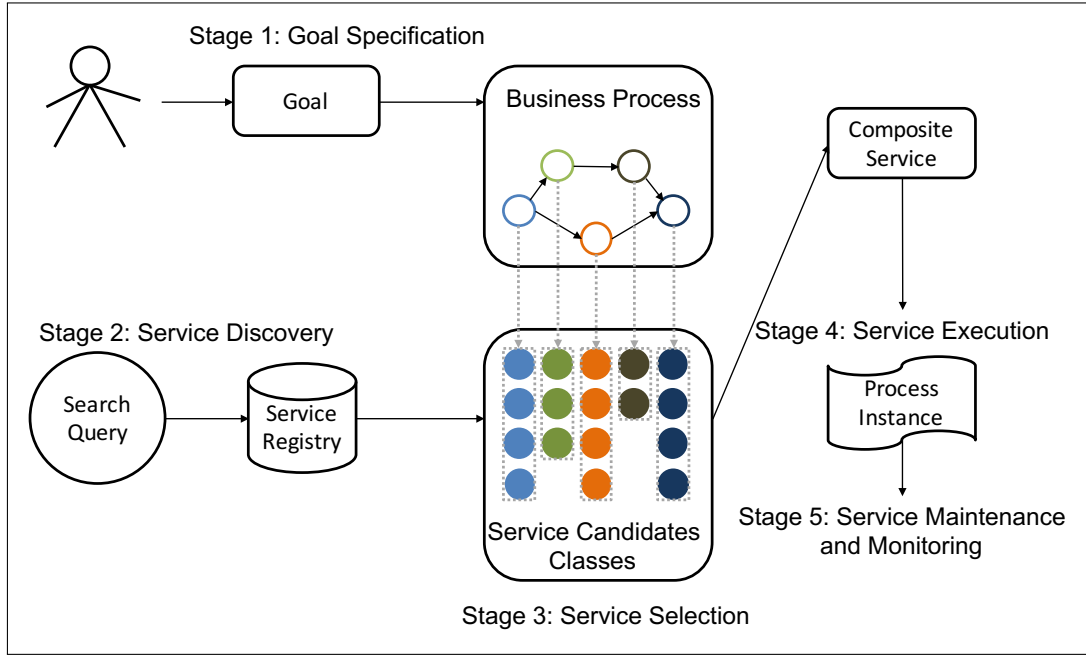 Stage 1: Goal Specification
Goal
Business Process
Composite
Service
Stage 2: Service Discovery
Search
Query
Service
Registry
Service Candidates
Classes
Stage 3: Service Selection
Stage 4: Service Execution
Process
Instance
Stage 5: Service Maintenance
and Monitoring